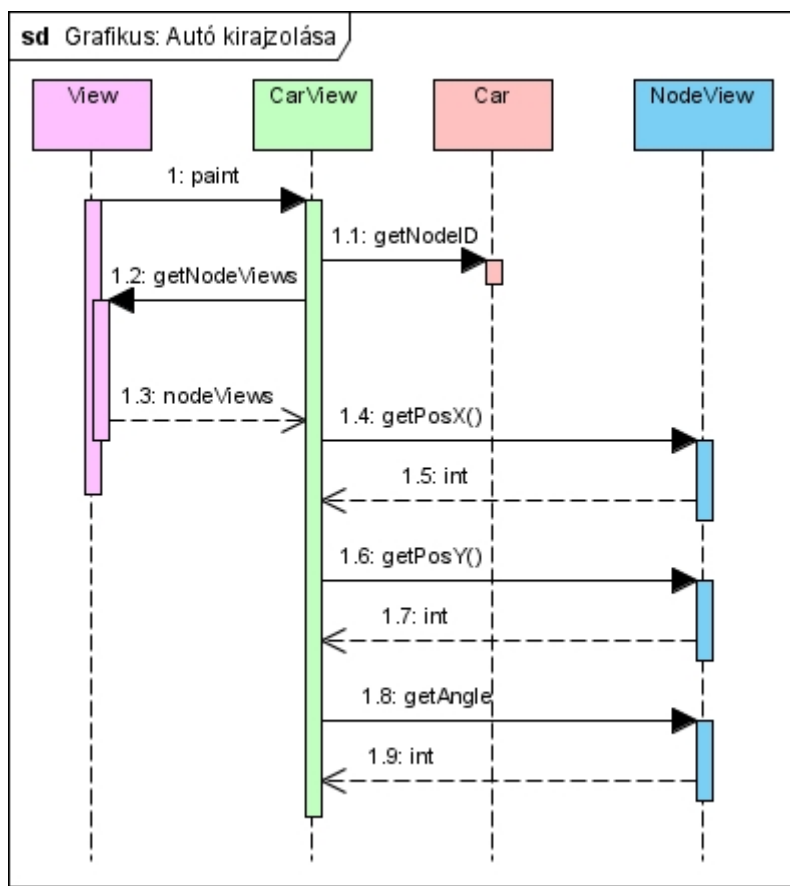 sd Grafikus: Autó kirajzolása
View
CarView
Car
NodeView
1: paint
1.1: getNodeID
1.2: getNodeViews
1.3: nodeViews
1.4: getPosX()
1.5: int
1.6: getPosY()
1.7: int
1.8: getAngle
1.9: int